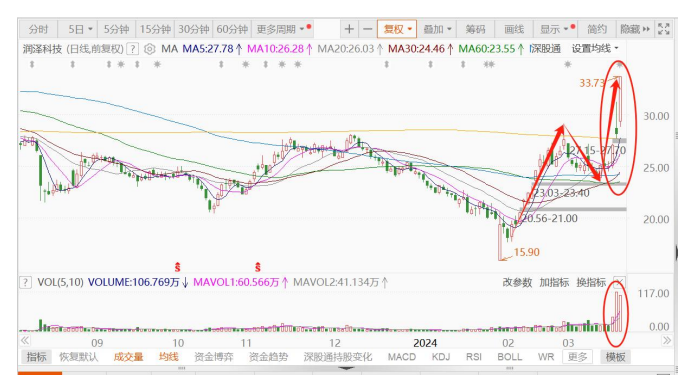 分时 5日 5分钟 15分钟 30分钟 60分钟 更多周期 + — 复权 叠加 筹码 画线 显示 简约 隐藏
润泽科技 (日线,前复权) ? MA MA5:27.78↑ MA10:26.28↑ MA20:26.03↑ MA30:24.46↑ MA60:23.55↑ 深股通 设置均线
33.73
30.00
27.15-27.70
25.00
23.03-23.40
20.56-21.00
20.00
15.90
$ $
? VOL(5,10) VOLUME:106.769万↓ MAVOL1:60.566万↑ MAVOL2:41.134万↑ 改参数 加指标 换指标
117.00
0.00
09 10 11 12 2024 02 03
指标 恢复默认 成交量 均线 资金博弈 资金趋势 深股通持股变化 MACD KDJ RSI BOLL WR 更多 模板